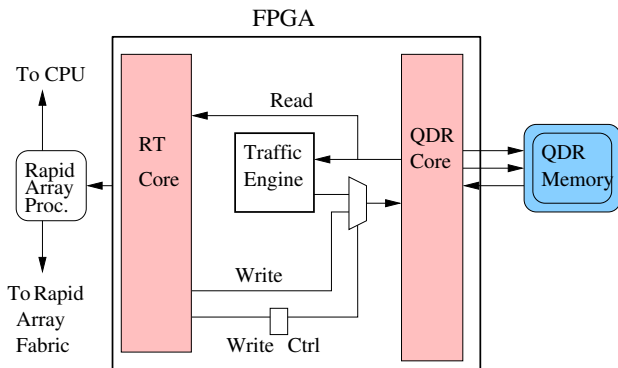 FPGA
To CPU
Read
RT
Core
Traffic
Engine
QDR
Core
QDR
Memory
Rapid
Array
Proc.
Write
To Rapid
Array
Fabric
Write Ctrl